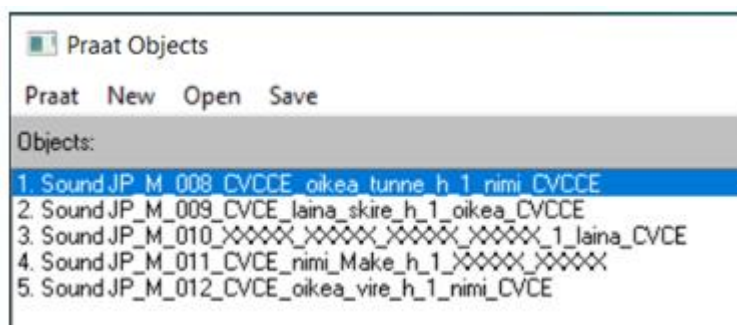 Praat Objects
Praat New Open Save
Objects:
1. Sound JP_M_008_CVCCE_oikea_tunne_h_1_nimi_CVCCE
2. Sound JP_M_009_CVCE_laina_skire_h_1_oikea_CVCCE
3. Sound JP_M_010_XXXXX_XXXXX_XXXXX_XXXXX_1_laina_CVCE
4. Sound JP_M_011_CVCE_nimi_Make_h_1_XXXXX_XXXXX
5. Sound JP_M_012_CVCE_oikea_vire_h_1_nimi_CVCE